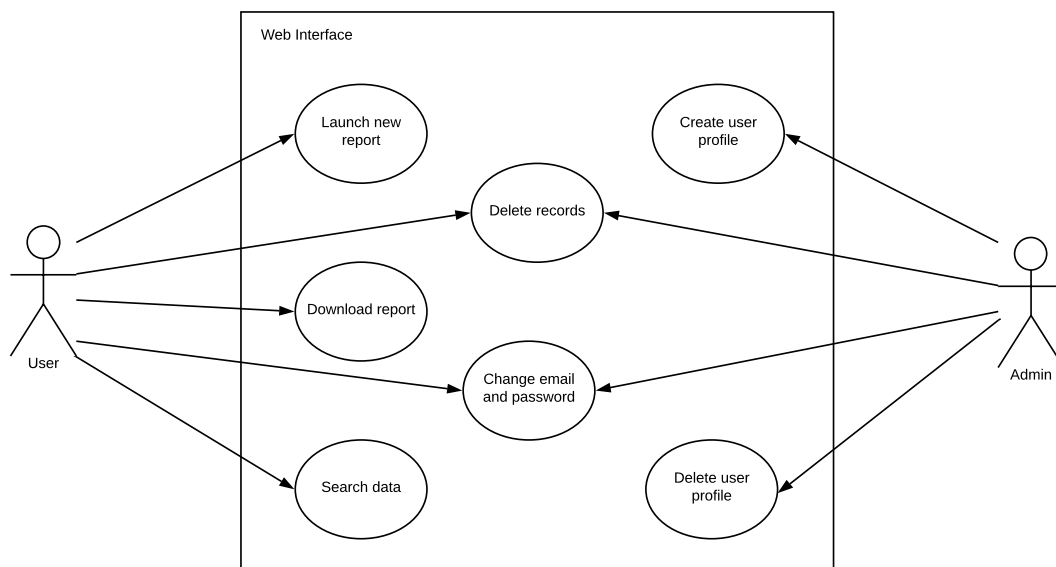 Web Interface
Launch new
report
Create user
profile
Delete records
Download report
User
Change email
and password
Admin
Search data
Delete user
profile